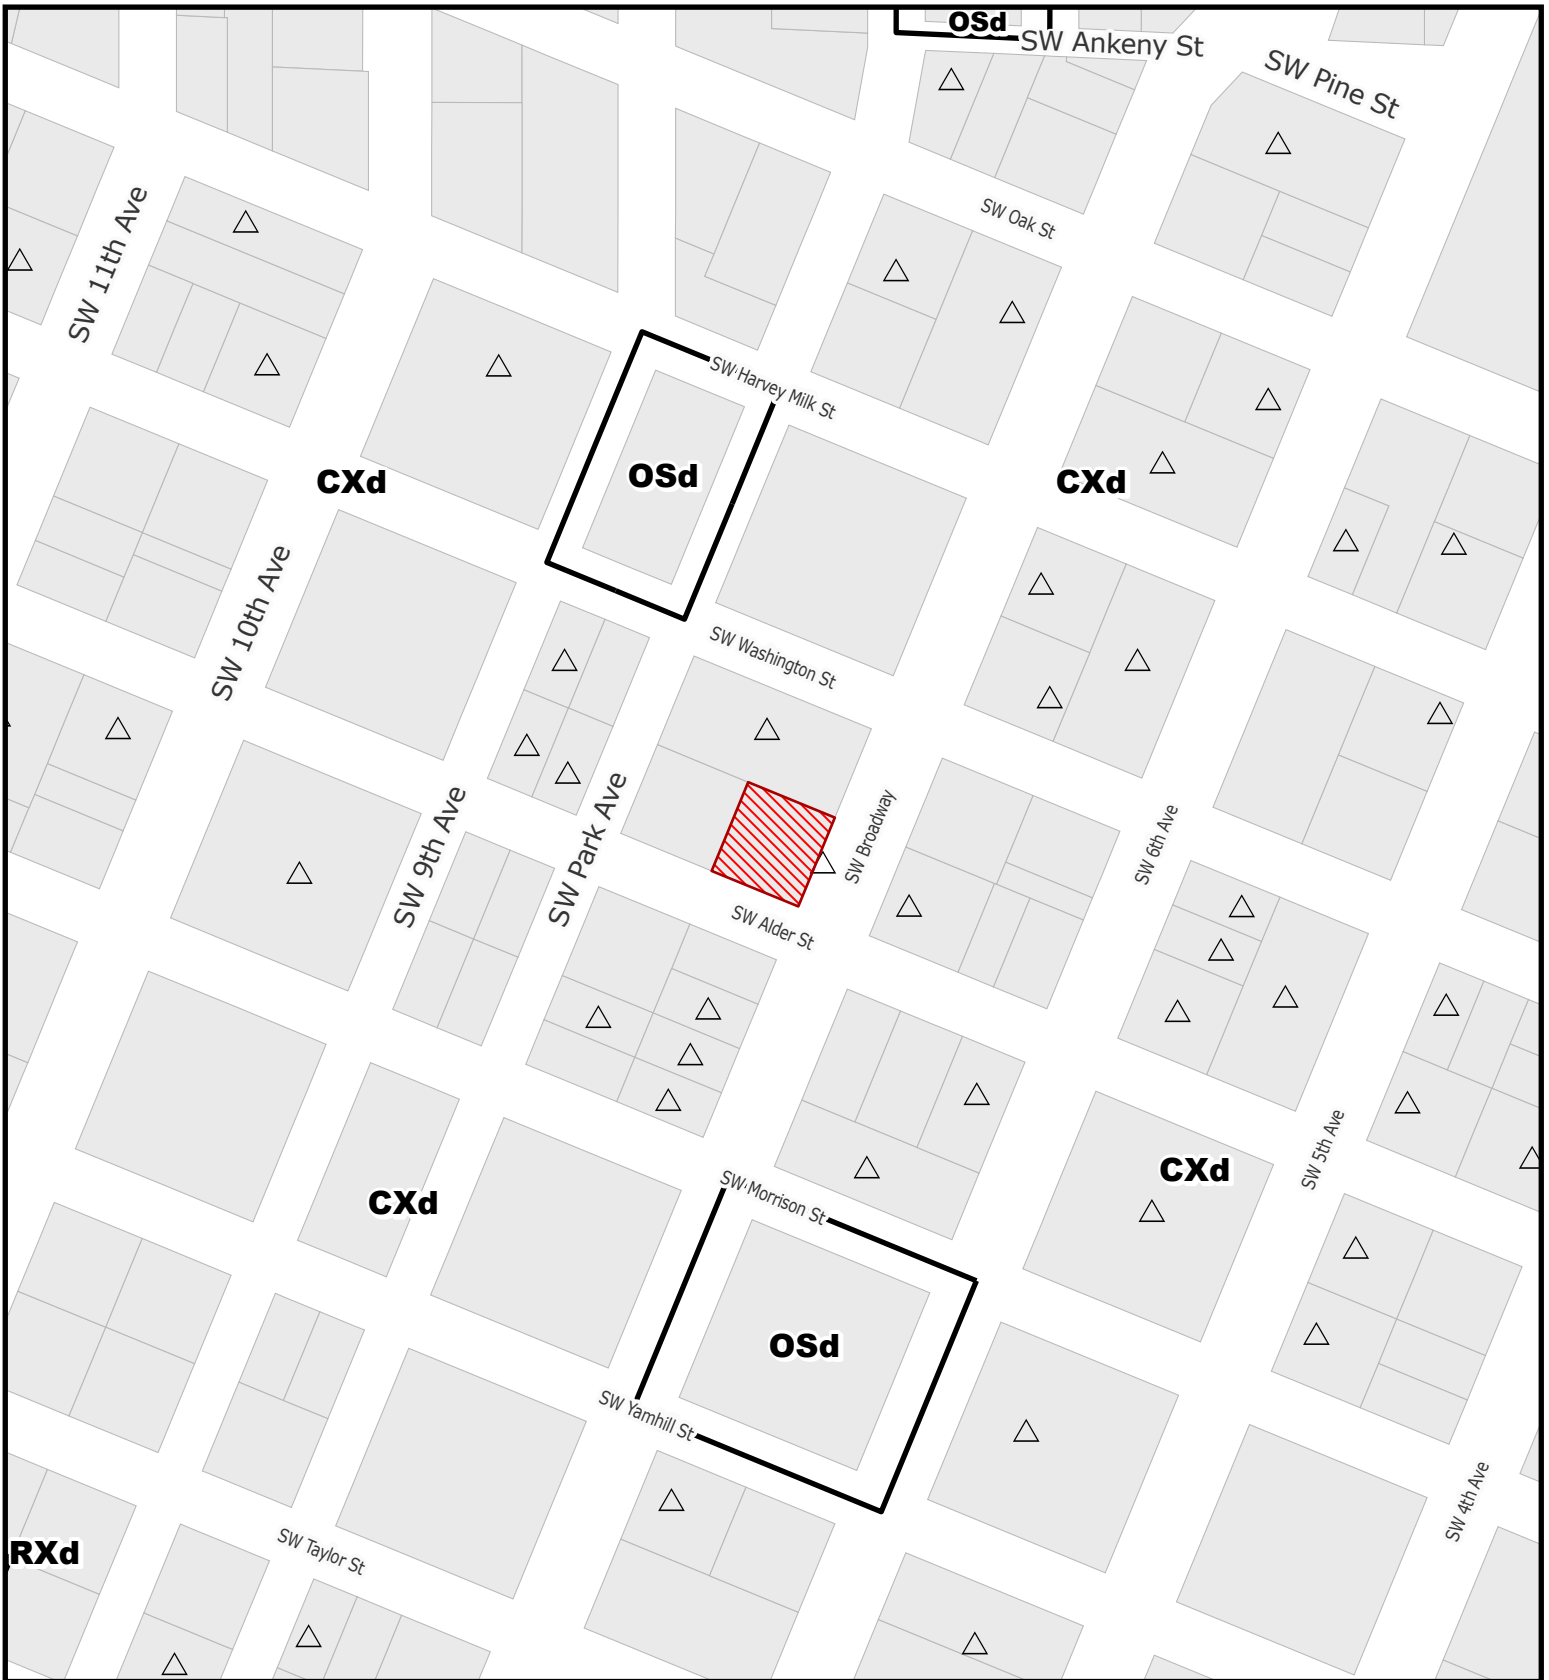 OSd
SW Ankeny St
SW Pine St
SW Oak St
SW 11th Ave
SW Harvey Milk St
OSd
CXd
CXd
SW 10th Ave
SW Washington St
SW 9th Ave
SW Park Ave
SW Broadway
SW 6th Ave
SW Alder St
SW 5th Ave
CXd
SW Morrison St
CXd
OSd
SW Yamhill St
SW 4th Ave
RXd
SW Taylor St